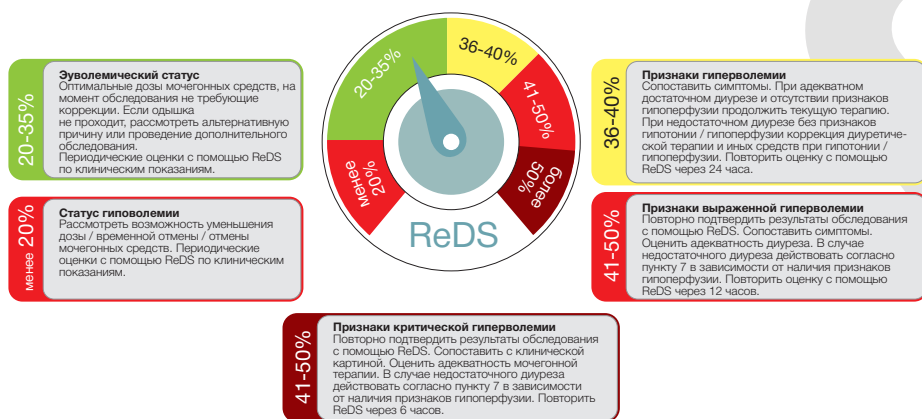 20-35%
Эуволемический статус
Оптимальные дозы мочегонных средств, на
момент обследования не требующие
коррекции. Если одышка
не проходит, рассмотреть альтернативную
причину или проведение дополнительного
обследования.
Периодические оценки с помощью ReDS
по клиническим показаниям.
менее 20%
Статус гиповолемии
Рассмотреть возможность уменьшения
дозы / временной отмены / отмены
мочегонных средств. Периодические
оценки с помощью ReDS по клиническим
показаниям.
менее
20%
20-35%
36-40%
41-50%
более
50%
ReDS
36-40%
Признаки гиперволемии
Сопоставить симптомы. При адекватном
достаточном диурезе и отсутствии признаков
гипоперфузии продолжить текущую терапию.
При недостаточном диурезе без признаков
гипотонии / гипоперфузии коррекция диуретиче-
ской терапии и иных средств при гипотонии /
гипоперфузии. Повторить оценку с помощью
ReDS через 24 часа.
41-50%
Признаки выраженной гиперволемии
Повторно подтвердить результаты обследования
с помощью ReDS. Сопоставить симптомы.
Оценить адекватность диуреза. В случае
недостаточного диуреза действовать согласно
пункту 7 в зависимости от наличия признаков
гипоперфузии. Повторить оценку с помощью
ReDS через 12 часов.
41-50%
Признаки критической гиперволемии
Повторно подтвердить результаты обследования
с помощью ReDS. Сопоставить с клинической
картиной. Оценить адекватность мочегонной
терапии. В случае недостаточного диуреза
действовать согласно пункту 7 в зависимости
от наличия признаков гипоперфузии. Повторить
ReDS через 6 часов.